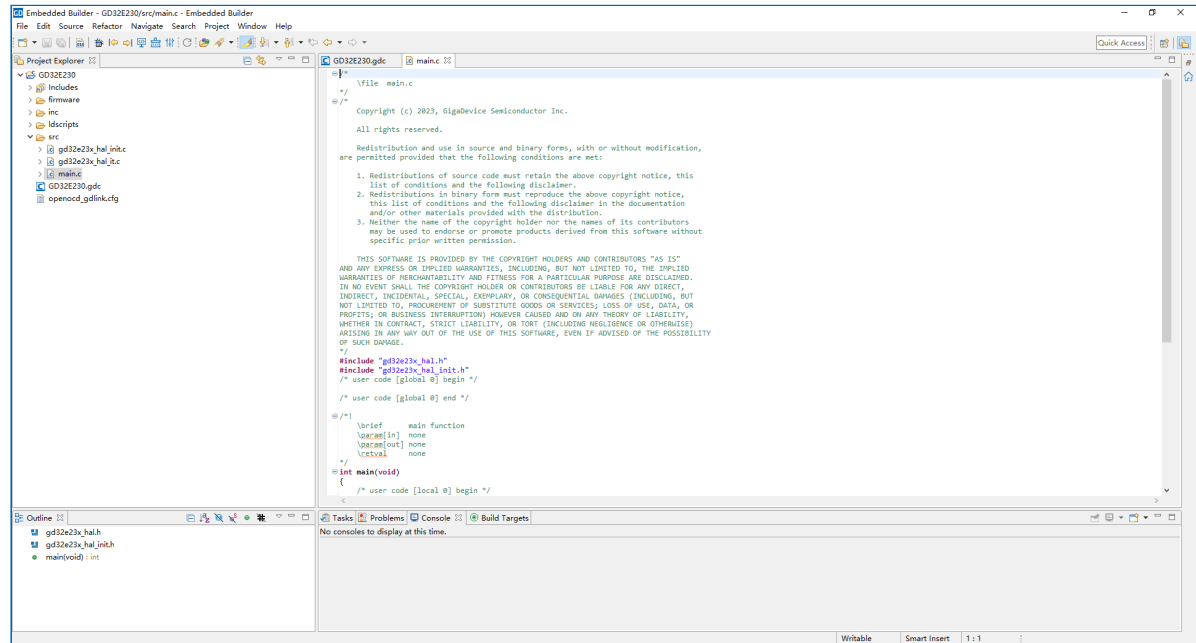 GD Embedded Builder - GD32E230/src/main.c - Embedded Builder
File Edit Source Refactor Navigate Search Project Window Help
Quick Access
Project Explorer
GD32E230
Includes
firmware
inc
ldscripts
src
gd32e23x_hal_init.c
gd32e23x_hal_it.c
main.c
GD32E230.gdc
openocd_gdlink.cfg
GD32E230.gdc main.c
/*
\file main.c
*/
/*
Copyright (c) 2023, GigaDevice Semiconductor Inc.
All rights reserved.
Redistribution and use in source and binary forms, with or without modification,
are permitted provided that the following conditions are met:
1. Redistributions of source code must retain the above copyright notice, this
list of conditions and the following disclaimer.
2. Redistributions in binary form must reproduce the above copyright notice,
this list of conditions and the following disclaimer in the documentation
and/or other materials provided with the distribution.
3. Neither the name of the copyright holder nor the names of its contributors
may be used to endorse or promote products derived from this software without
specific prior written permission.
THIS SOFTWARE IS PROVIDED BY THE COPYRIGHT HOLDERS AND CONTRIBUTORS "AS IS"
AND ANY EXPRESS OR IMPLIED WARRANTIES, INCLUDING, BUT NOT LIMITED TO, THE IMPLIED
WARRANTIES OF MERCHANTABILITY AND FITNESS FOR A PARTICULAR PURPOSE ARE DISCLAIMED.
IN NO EVENT SHALL THE COPYRIGHT HOLDER OR CONTRIBUTORS BE LIABLE FOR ANY DIRECT,
INDIRECT, INCIDENTAL, SPECIAL, EXEMPLARY, OR CONSEQUENTIAL DAMAGES (INCLUDING, BUT
NOT LIMITED TO, PROCUREMENT OF SUBSTITUTE GOODS OR SERVICES; LOSS OF USE, DATA, OR
PROFITS; OR BUSINESS INTERRUPTION) HOWEVER CAUSED AND ON ANY THEORY OF LIABILITY,
WHETHER IN CONTRACT, STRICT LIABILITY, OR TORT (INCLUDING NEGLIGENCE OR OTHERWISE)
ARISING IN ANY WAY OUT OF THE USE OF THIS SOFTWARE, EVEN IF ADVISED OF THE POSSIBILITY
OF SUCH DAMAGE.
*/
#include "gd32e23x_hal.h"
#include "gd32e23x_hal_init.h"
/* user code [global 0] begin */
/* user code [global 0] end */
/*!
\brief main function
\param[in] none
\param[out] none
\retval none
*/
int main(void)
{
/* user code [local 0] begin */
Outline
gd32e23x_hal.h
gd32e23x_hal_init.h
main(void) : int
Tasks Problems Console Build Targets
No consoles to display at this time.
Writable Smart Insert 1 : 1